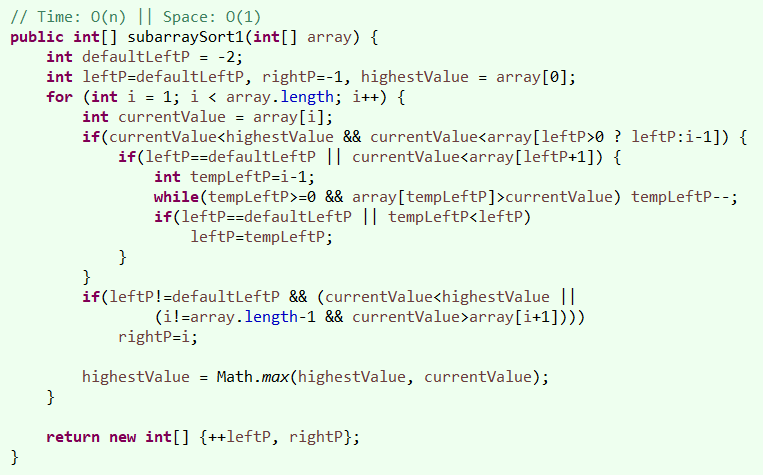 // Time: O(n) || Space: O(1)
public int[] subarraySort1(int[] array) {
    int defaultLeftP = -2;
    int leftP=defaultLeftP, rightP=-1, highestValue = array[0];
    for (int i = 1; i < array.length; i++) {
        int currentValue = array[i];
        if(currentValue<highestValue && currentValue<array[leftP>0 ? leftP:i-1]) {
            if(leftP==defaultLeftP || currentValue<array[leftP+1]) {
                int tempLeftP=i-1;
                while(tempLeftP>=0 && array[tempLeftP]>currentValue) tempLeftP--;
                if(leftP==defaultLeftP || tempLeftP<leftP)
                    leftP=tempLeftP;
            }
        }
        if(leftP!=defaultLeftP && (currentValue<highestValue ||
                (i!=array.length-1 && currentValue>array[i+1])))
            rightP=i;

        highestValue = Math.max(highestValue, currentValue);
    }

    return new int[] {++leftP, rightP};
}